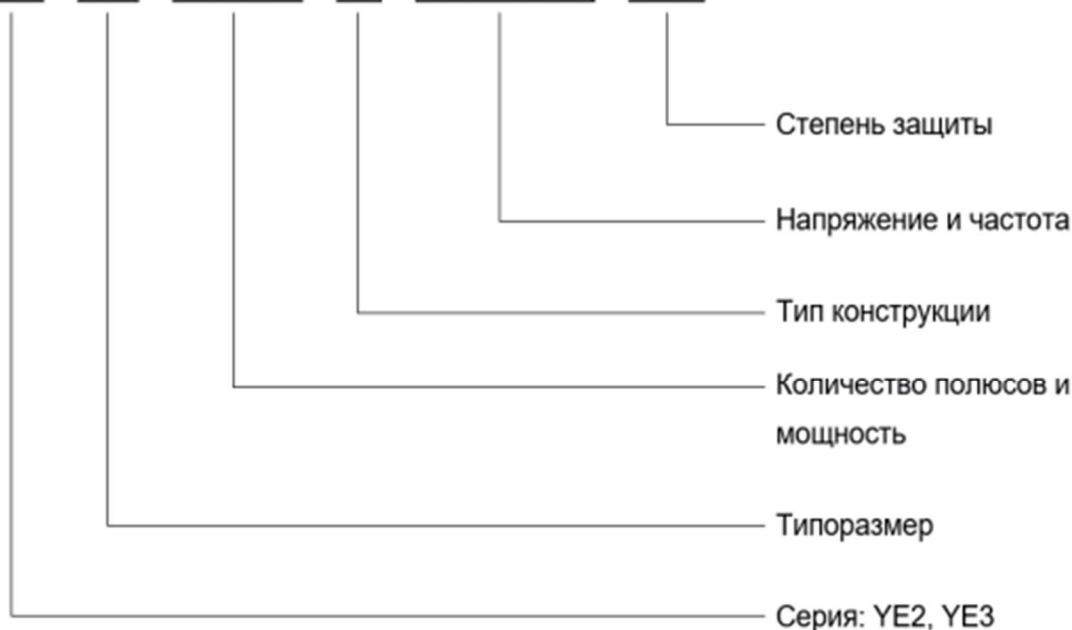 Степень защиты
Напряжение и частота
Тип конструкции
Количество полюсов и
мощность
Типоразмер
Серия: YE2, YE3